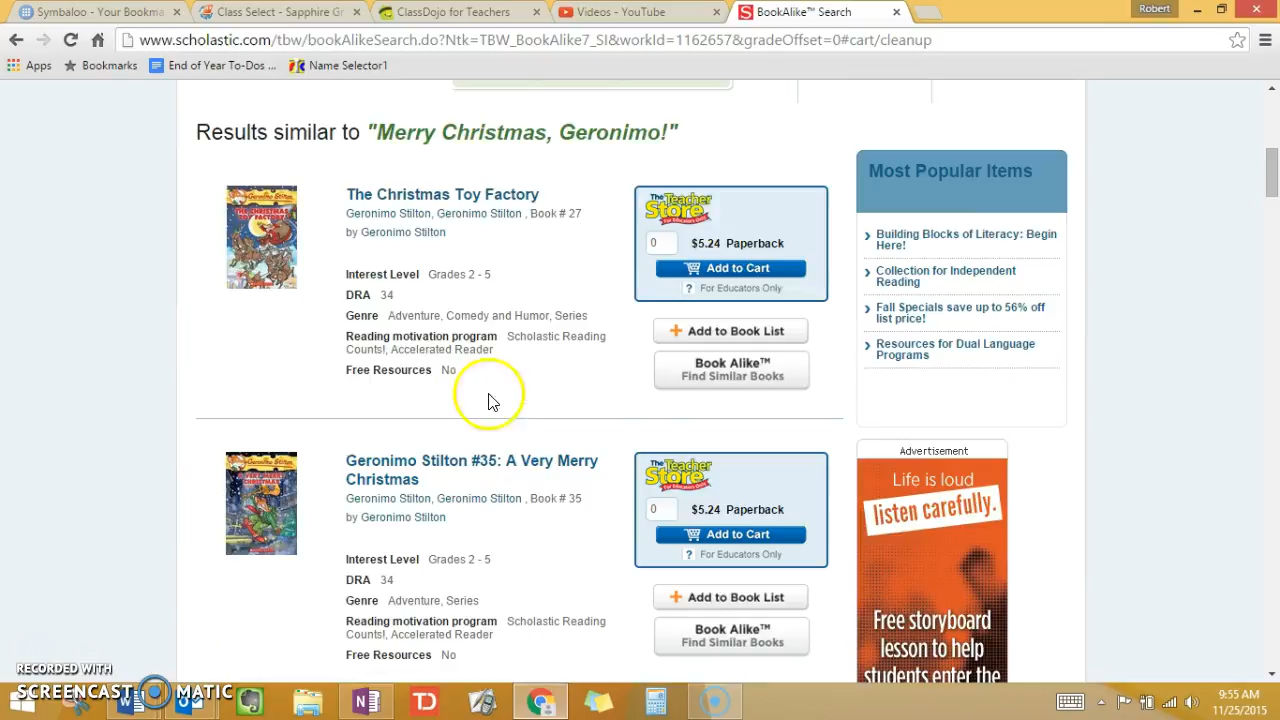 Symbaloo - Your Bookma
Class Select - Sapphire Gr
ClassDojo for Teachers
Videos - YouTube
BookAlike™ Search
Robert
www.scholastic.com/tbw/bookAlikeSearch.do?Ntk=TBW_BookAlike7_SI&workId=1162657&gradeOffset=0#cart/cleanup
Apps
Bookmarks
End of Year To-Dos ...
Name Selector1
Results similar to "Merry Christmas, Geronimo!"
The Christmas Toy Factory
Geronimo Stilton, Geronimo Stilton , Book # 27
by Geronimo Stilton
Interest Level Grades 2 - 5
DRA 34
Genre Adventure, Comedy and Humor, Series
Reading motivation program Scholastic Reading
Counts!, Accelerated Reader
Free Resources No
The Teacher
Store
For Educators Only
0 $5.24 Paperback
Add to Cart
? For Educators Only
+ Add to Book List
Book Alike™
Find Similar Books
Geronimo Stilton #35: A Very Merry
Christmas
Geronimo Stilton, Geronimo Stilton , Book # 35
by Geronimo Stilton
Interest Level Grades 2 - 5
DRA 34
Genre Adventure, Series
Reading motivation program Scholastic Reading
Counts!, Accelerated Reader
Free Resources No
The Teacher
Store
For Educators Only
0 $5.24 Paperback
Add to Cart
? For Educators Only
+ Add to Book List
Book Alike™
Find Similar Books
Most Popular Items
Building Blocks of Literacy: Begin
Here!
Collection for Independent
Reading
Fall Specials save up to 56% off
list price!
Resources for Dual Language
Programs
Advertisement
Life is loud
listen carefully.
Free storyboard
lesson to help
students enter the
RECORDED WITH
SCREENCAST MATIC
9:55 AM
11/25/2015